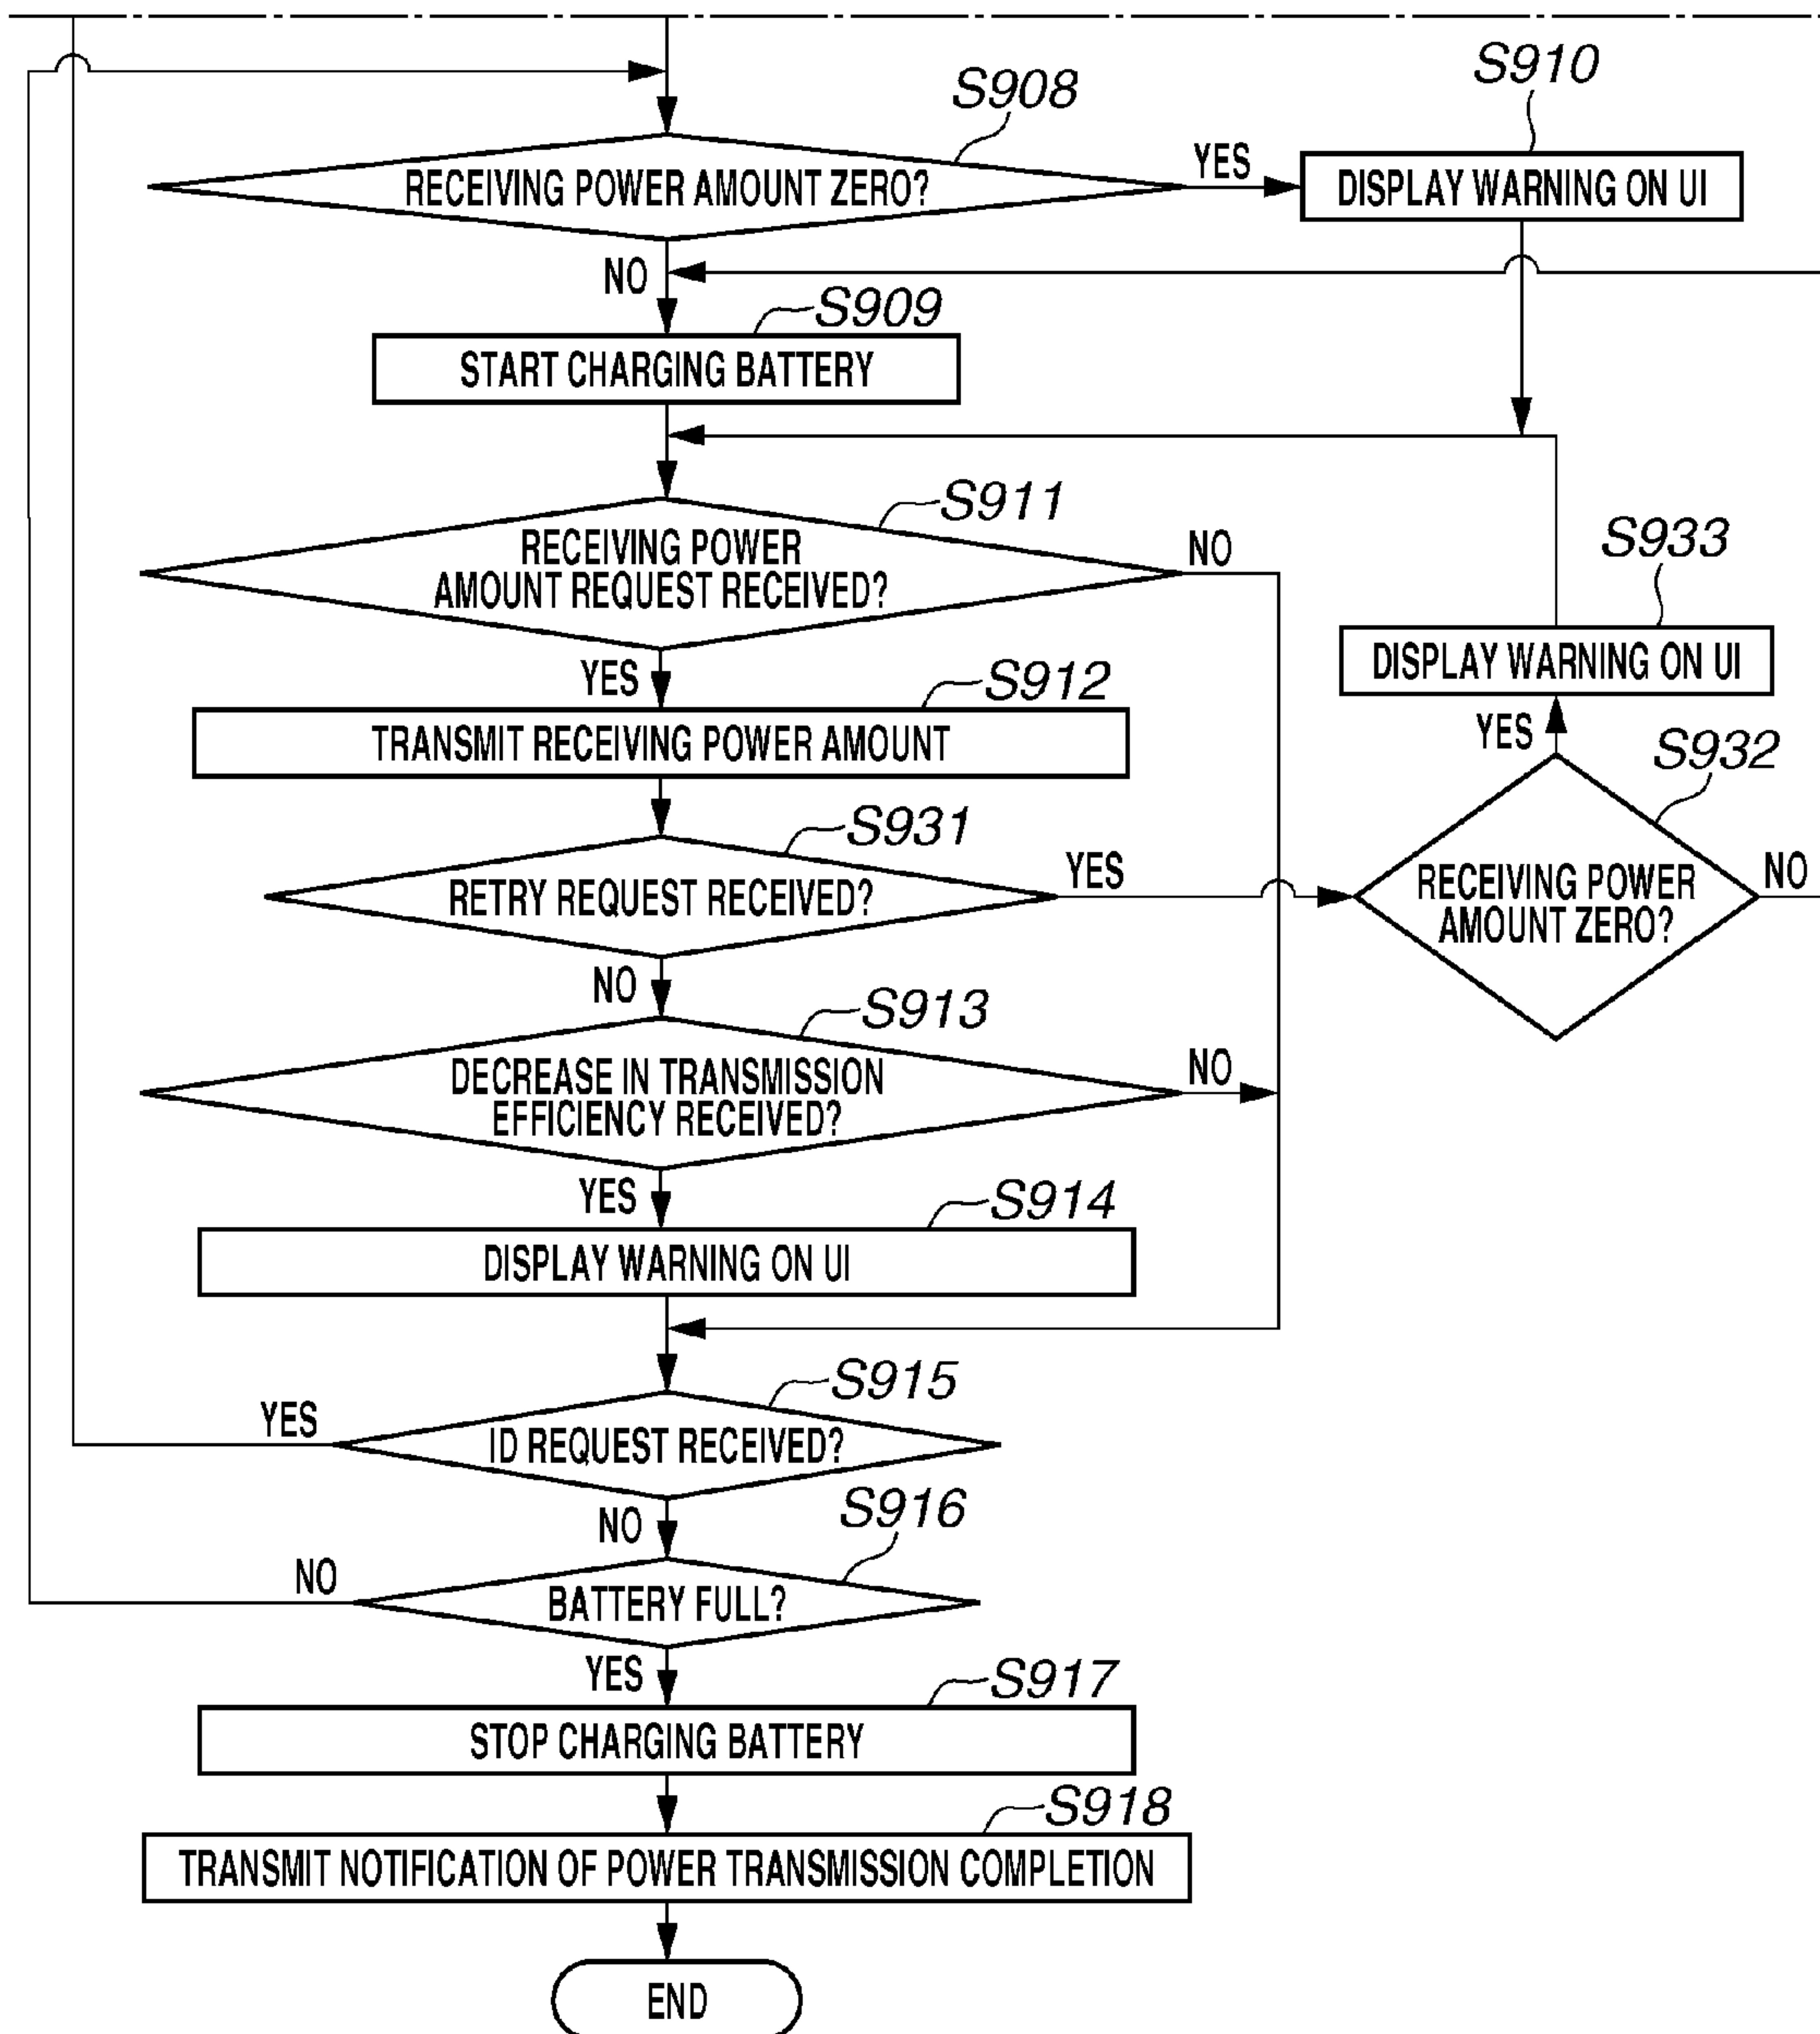 S908
RECEIVING POWER AMOUNT ZERO?
YES
S910
DISPLAY WARNING ON UI
NO
S909
START CHARGING BATTERY
S911
RECEIVING POWER
AMOUNT REQUEST RECEIVED?
NO
YES
S912
TRANSMIT RECEIVING POWER AMOUNT
S933
DISPLAY WARNING ON UI
YES
S932
RECEIVING POWER
AMOUNT ZERO?
NO
S931
RETRY REQUEST RECEIVED?
YES
NO
S913
DECREASE IN TRANSMISSION
EFFICIENCY RECEIVED?
NO
YES
S914
DISPLAY WARNING ON UI
S915
ID REQUEST RECEIVED?
YES
NO
S916
BATTERY FULL?
NO
YES
S917
STOP CHARGING BATTERY
S918
TRANSMIT NOTIFICATION OF POWER TRANSMISSION COMPLETION
END